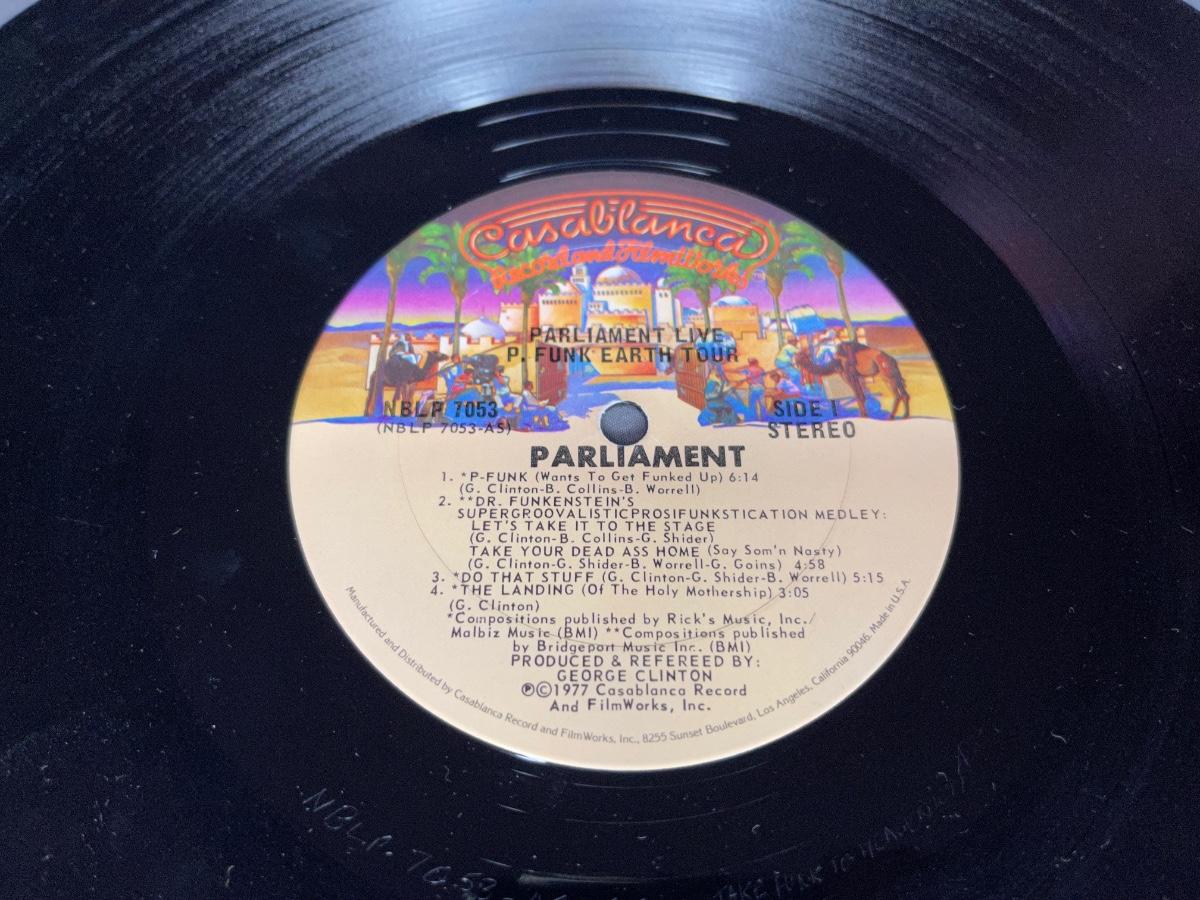 Casablanca
Record and FilmWorks
PARLIAMENT LIVE
P. FUNK EARTH TOUR
NBLP 7053
(NBLP 7053-AS)
SIDE I
STEREO
PARLIAMENT
1. *P-FUNK (Wants To Get Funked Up) 6:14
(G. Clinton-B. Collins-B. Worrell)
2. **DR. FUNKENSTEIN'S
SUPERGROOVALISTICPROSIFUNKSTICATION MEDLEY:
LET'S TAKE IT TO THE STAGE
(G. Clinton-B. Collins-G. Shider)
TAKE YOUR DEAD ASS HOME (Say Som'n Nasty)
(G. Clinton-G. Shider-B. Worrell-G. Goins) 4:58
3. *DO THAT STUFF (G. Clinton-G. Shider-B. Worrell) 5:15
4. *THE LANDING (Of The Holy Mothership) 3:05
(G. Clinton)
*Compositions published by Rick's Music, Inc./
Malbiz Music (BMI) **Compositions published
by Bridgeport Music Inc. (BMI)
PRODUCED & REFEREED BY:
GEORGE CLINTON
℗©1977 Casablanca Record
And FilmWorks, Inc.
Manufactured and Distributed by Casablanca Record and FilmWorks, Inc., 8255 Sunset Boulevard, Los Angeles, California 90046. Made in U.S.A.
NBLP. 7053
TAKE FUNK TO HEAVEN